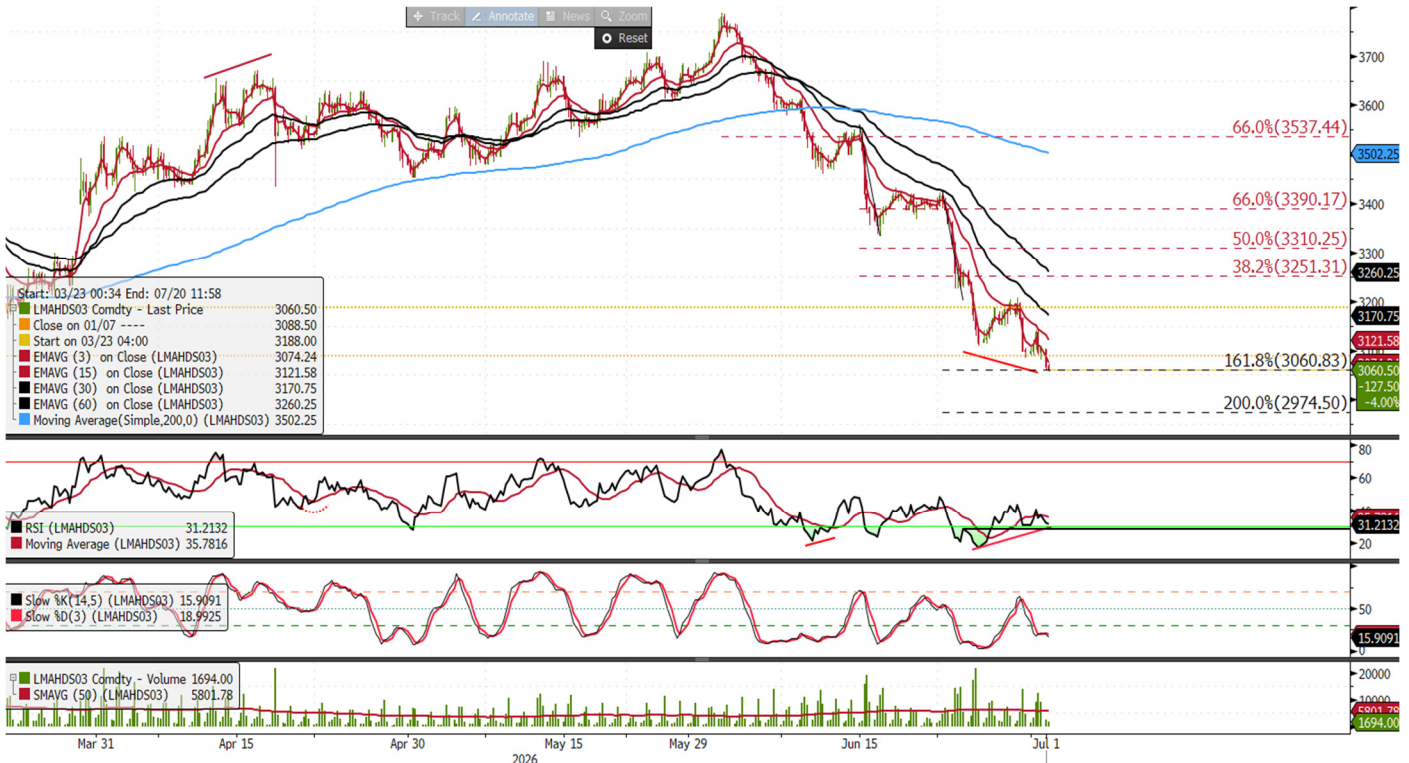 Track Annotate News Zoom
Reset
3700
3600
66.0%(3537.44)
3502.25
3400
66.0%(3390.17)
3300
50.0%(3310.25)
38.2%(3251.31)
3260.25
3200
3170.75
3121.58
161.8%(3060.83)
3060.50
-127.50
-4.00%
200.0%(2974.50)
Start: 03/23 00:34 End: 07/20 11:58
LMAHDS03 Comdty - Last Price 3060.50
Close on 01/07 ---- 3088.50
Start on 03/23 04:00 3188.00
EMAVG (3) on Close (LMAHDS03) 3074.24
EMAVG (15) on Close (LMAHDS03) 3121.58
EMAVG (30) on Close (LMAHDS03) 3170.75
EMAVG (60) on Close (LMAHDS03) 3260.25
Moving Average(Simple,200,0) (LMAHDS03) 3502.25
80
60
31.2132
20
RSI (LMAHDS03) 31.2132
Moving Average (LMAHDS03) 35.7816
Slow %K(14,5) (LMAHDS03) 15.9091
Slow %D(3) (LMAHDS03) 18.9925
50
15.9091
0
LMAHDS03 Comdty - Volume 1694.00
SMAVG (50) (LMAHDS03) 5801.78
20000
1694.00
Mar 31 Apr 15 Apr 30 May 15 May 29 Jun 15 Jul 1
2026